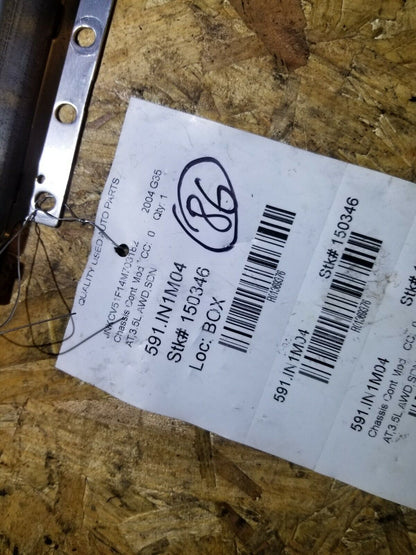 QUALITY USED AUTO PARTS
2004 G35
Chassis Cont Mod CC: 0 Qty: 1
AT,3.5L AWD SDN
591.IN1M04
Stk# 150346
Loc: BOX
86
591.IN1M04
Stk# 150346
591.IN1M04
Chassis Cont Mod CC:
AT,3.5L AWD SDN